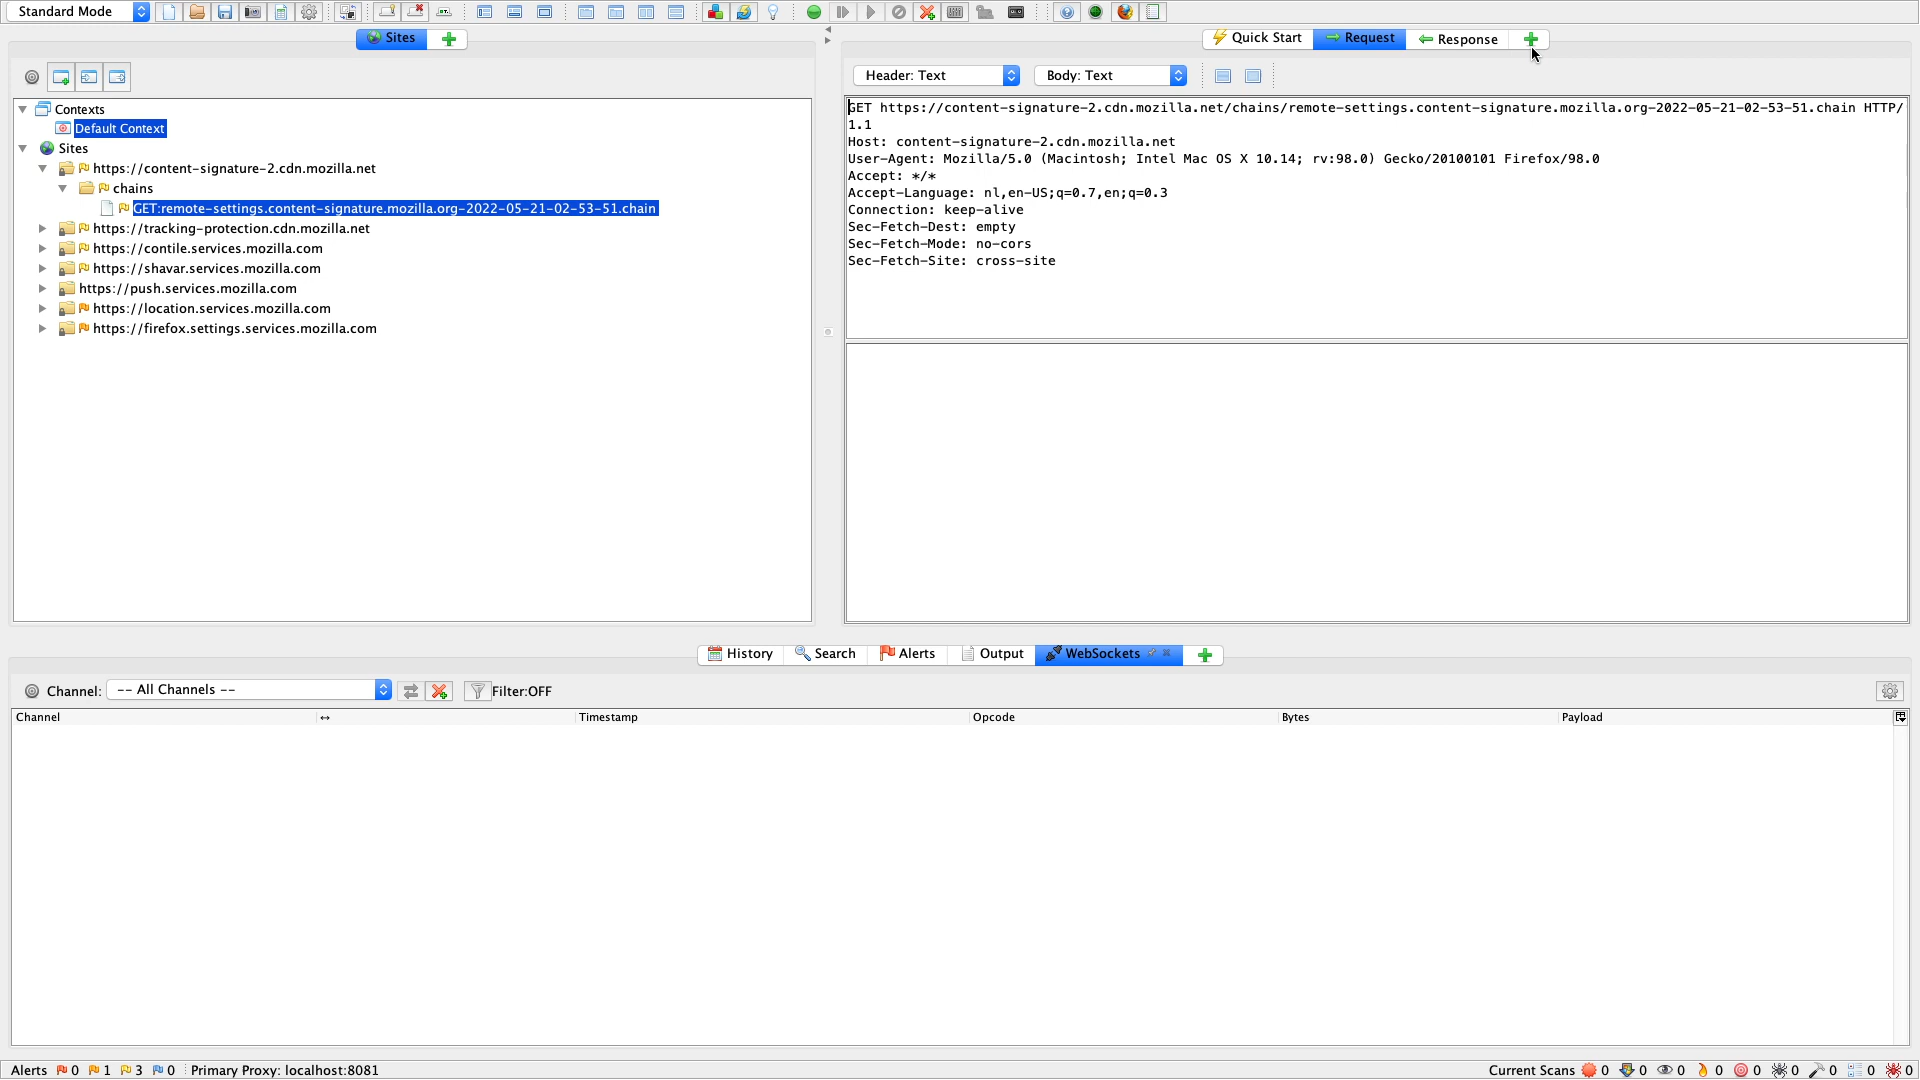 Standard Mode
Sites
Quick Start
Request
Response
Header: Text
Body: Text
Contexts
Default Context
Sites
https://content-signature-2.cdn.mozilla.net
chains
GET:remote-settings.content-signature.mozilla.org-2022-05-21-02-53-51.chain
https://tracking-protection.cdn.mozilla.net
https://contile.services.mozilla.com
https://shavar.services.mozilla.com
https://push.services.mozilla.com
https://location.services.mozilla.com
https://firefox.settings.services.mozilla.com
GET https://content-signature-2.cdn.mozilla.net/chains/remote-settings.content-signature.mozilla.org-2022-05-21-02-53-51.chain HTTP/
1.1
Host: content-signature-2.cdn.mozilla.net
User-Agent: Mozilla/5.0 (Macintosh; Intel Mac OS X 10.14; rv:98.0) Gecko/20100101 Firefox/98.0
Accept: */*
Accept-Language: nl,en-US;q=0.7,en;q=0.3
Connection: keep-alive
Sec-Fetch-Dest: empty
Sec-Fetch-Mode: no-cors
Sec-Fetch-Site: cross-site
History
Search
Alerts
Output
WebSockets
Channel: -- All Channels --
Filter:OFF
Channel
Timestamp
Opcode
Bytes
Payload
Alerts 0 1 3 0 Primary Proxy: localhost:8081
Current Scans 0 0 0 0 0 0 0 0 0